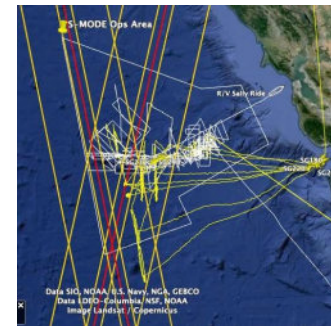 S-MODE Ops Area
R/V Sally Ride
Data SIO, NOAA, U.S. Navy, NGA, GEBCO
Data LDEO-Columbia, NSF, NOAA
Image Landsat / Copernicus